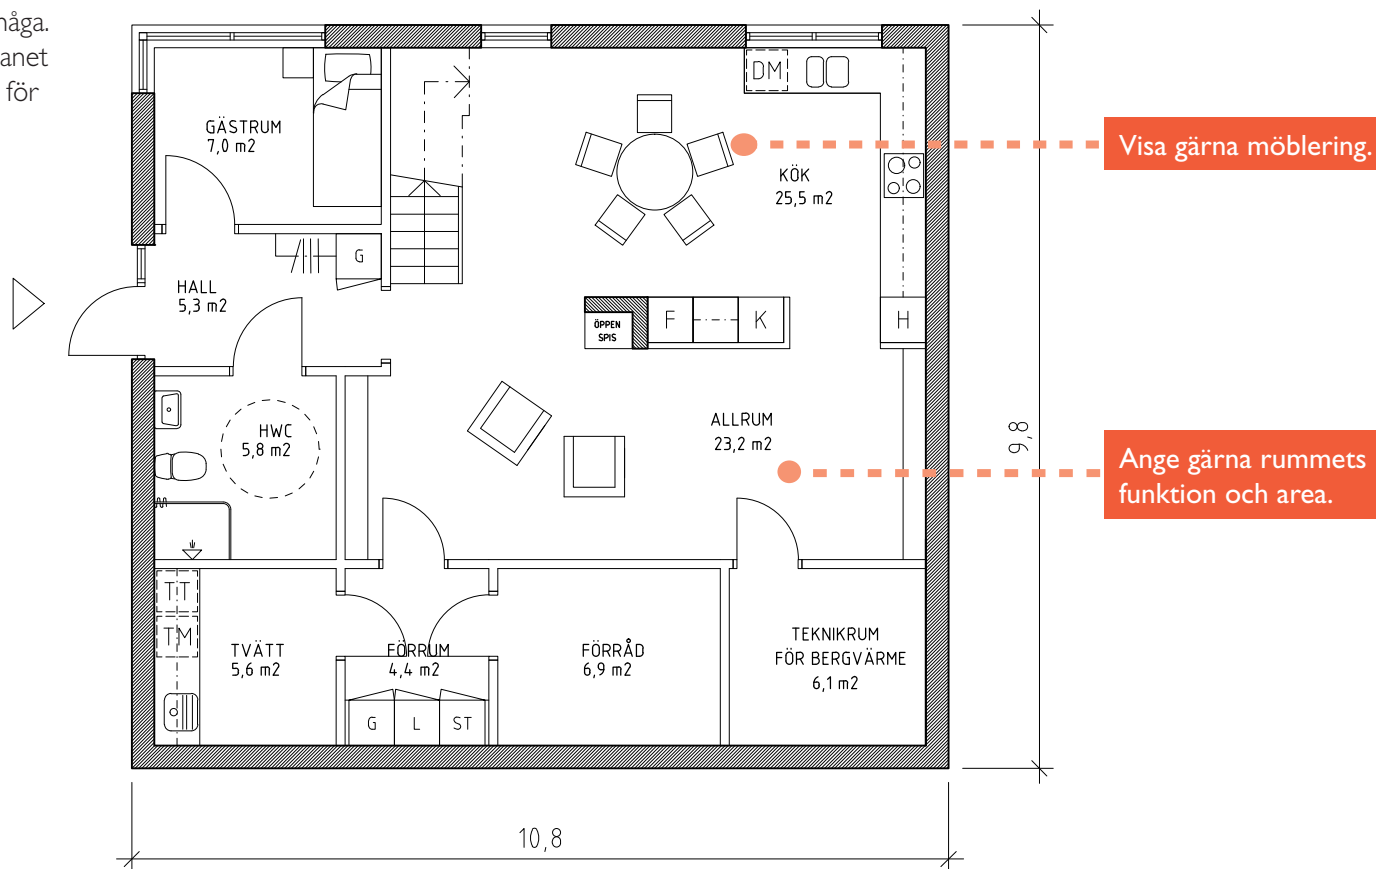 håga.
anet
för
GÄSTRUM
7,0 m2
DM
KÖK
25,5 m2
Visa gärna möblering.
G
HALL
5,3 m2
ÖPPEN
SPIS
F
K
H
HWC
5,8 m2
ALLRUM
23,2 m2
9,8
Ange gärna rummets
funktion och area.
TT
TM
TVÄTT
5,6 m2
FÖRRUM
4,4 m2
G
L
ST
FÖRRÅD
6,9 m2
TEKNIKRUM
FÖR BERGVÄRME
6,1 m2
10,8